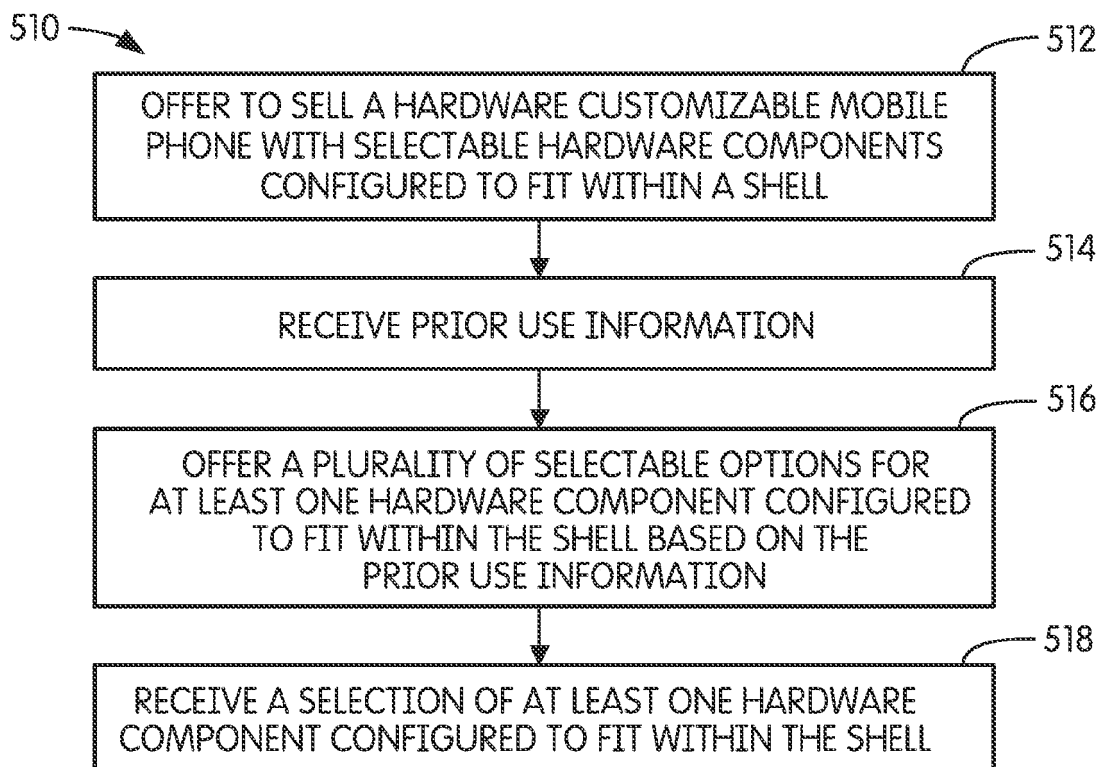 510
512
OFFER TO SELL A HARDWARE CUSTOMIZABLE MOBILE
PHONE WITH SELECTABLE HARDWARE COMPONENTS
CONFIGURED TO FIT WITHIN A SHELL
514
RECEIVE PRIOR USE INFORMATION
516
OFFER A PLURALITY OF SELECTABLE OPTIONS FOR
AT LEAST ONE HARDWARE COMPONENT CONFIGURED
TO FIT WITHIN THE SHELL BASED ON THE
PRIOR USE INFORMATION
518
RECEIVE A SELECTION OF AT LEAST ONE HARDWARE
COMPONENT CONFIGURED TO FIT WITHIN THE SHELL